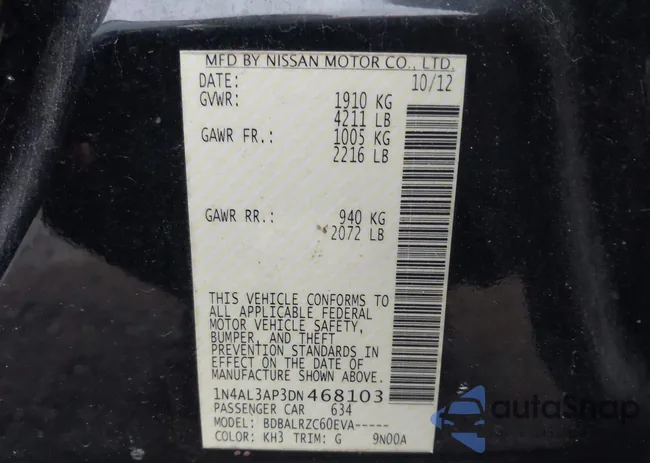 MFD BY NISSAN MOTOR CO., LTD.
DATE: 10/12
GVWR: 1910 KG
4211 LB
GAWR FR.: 1005 KG
2216 LB
GAWR RR.: 940 KG
2072 LB
THIS VEHICLE CONFORMS TO
ALL APPLICABLE FEDERAL
MOTOR VEHICLE SAFETY,
BUMPER, AND THEFT
PREVENTION STANDARDS IN
EFFECT ON THE DATE OF
MANUFACTURE SHOWN ABOVE.
1N4AL3AP3DN468103
PASSENGER CAR 634
MODEL: BDBALRZC60EVA-----
COLOR: KH3 TRIM: G 9N00A
autoSnap